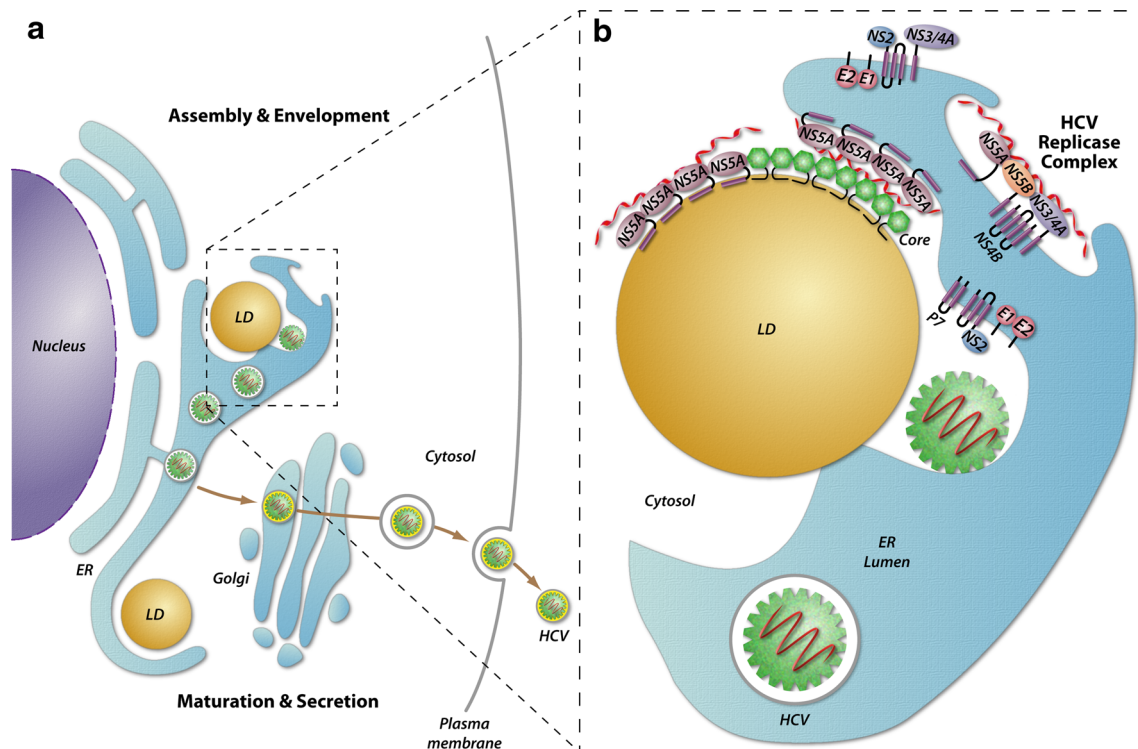 a
Assembly & Envelopment
Nucleus
LD
Cytosol
ER
Golgi
LD
HCV
Maturation & Secretion
Plasma
membrane
b
NS2
NS3/4A
E2
E1
HCV
Replicase
Complex
NS5A
NS5A
NS5A
NS5A
NS5A
NS5A
NS5A
NS5A
NS5A
NS5B
NS3/4A
NS4B
Core
P7
NS2
E1
E2
LD
Cytosol
ER
Lumen
HCV